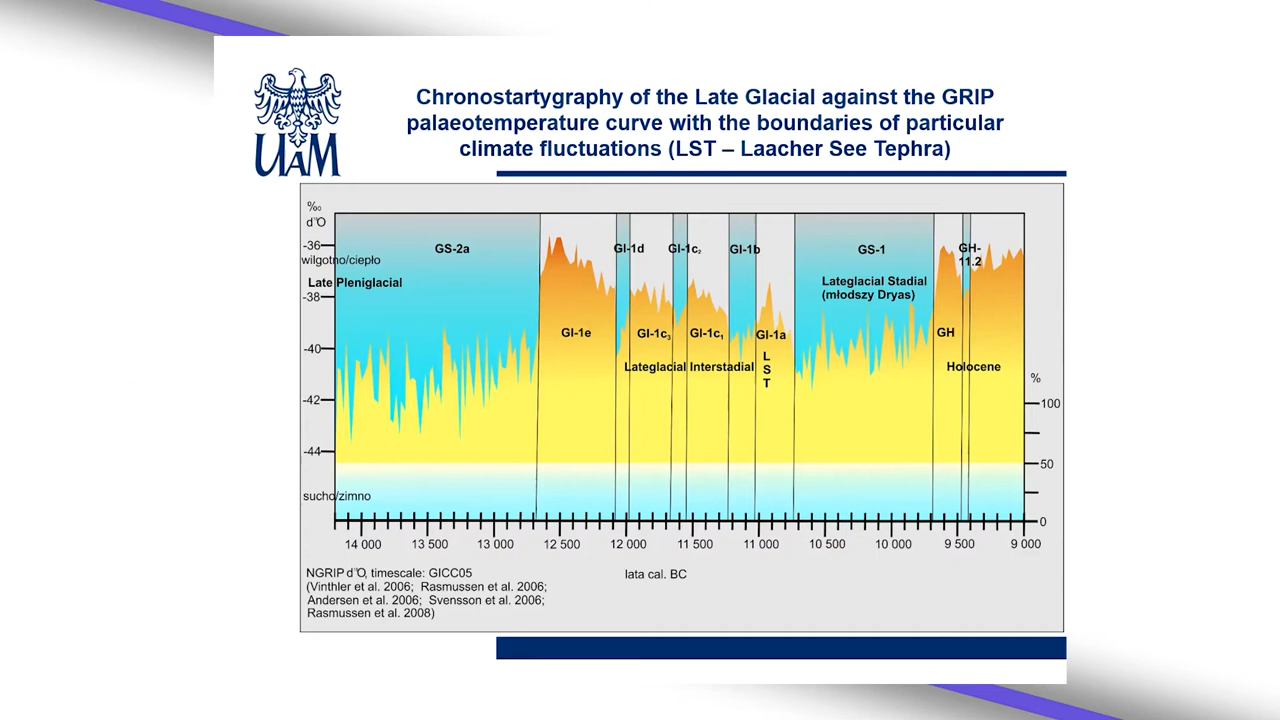 UAM
Chronostartygraphy of the Late Glacial against the GRIP
palaeotemperature curve with the boundaries of particular
climate fluctuations (LST – Laacher See Tephra)
‰
d¹⁸O
-36
wilgotno/ciepło
-38
-40
-42
-44
sucho/zimno
GS-2a
Late Pleniglacial
GI-1e
GI-1d
GI-1c₃
GI-1c₂
GI-1c₁
GI-1b
GI-1a
Lateglacial Interstadial
L
S
T
GS-1
Lateglacial Stadial
(młodszy Dryas)
GH
GH-
11.2
Holocene
%
100
50
0
14 000 13 500 13 000 12 500 12 000 11 500 11 000 10 500 10 000 9 500 9 000
lata cal. BC
NGRIP d¹⁸O, timescale: GICC05
(Vinthler et al. 2006; Rasmussen et al. 2006;
Andersen et al. 2006; Svensson et al. 2006;
Rasmussen et al. 2008)